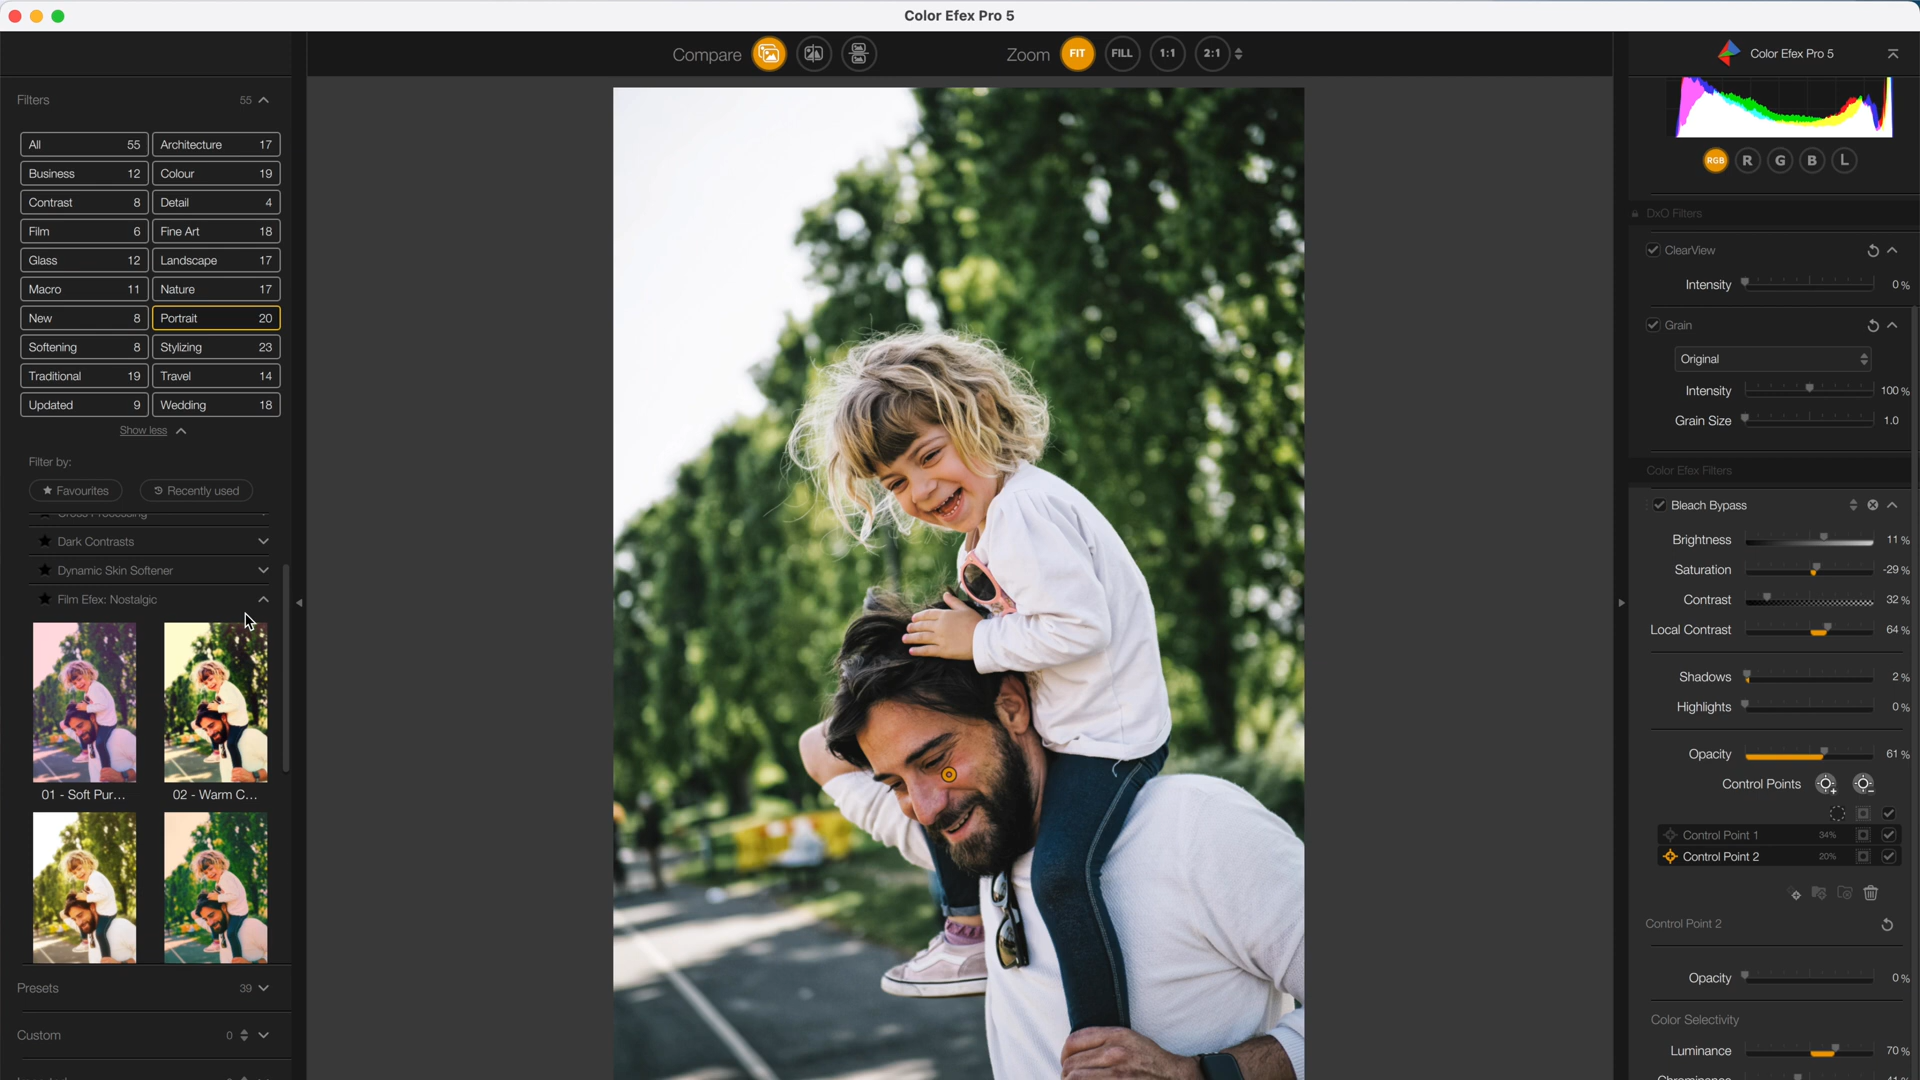 Color Efex Pro 5
Compare
Zoom FIT FILL 1:1 2:1
Color Efex Pro 5
Filters 55
All 55
Architecture 17
Business 12
Colour 19
Contrast 8
Detail 4
Film 6
Fine Art 18
Glass 12
Landscape 17
Macro 11
Nature 17
New 8
Portrait 20
Softening 8
Stylizing 23
Traditional 19
Travel 14
Updated 9
Wedding 18
Show less
Filter by:
Favourites
Recently used
Dark Contrasts
Dynamic Skin Softener
Film Efex: Nostalgic
01 - Soft Pur...
02 - Warm C...
Presets 39
Custom 0
RGB R G B L
DxO Filters
ClearView
Intensity 0%
Grain
Original
Intensity 100%
Grain Size 1.0
Color Efex Filters
Bleach Bypass
Brightness 11%
Saturation -29%
Contrast 32%
Local Contrast 64%
Shadows 2%
Highlights 0%
Opacity 61%
Control Points
Control Point 1 34%
Control Point 2 20%
Control Point 2
Opacity 0%
Color Selectivity
Luminance 70%